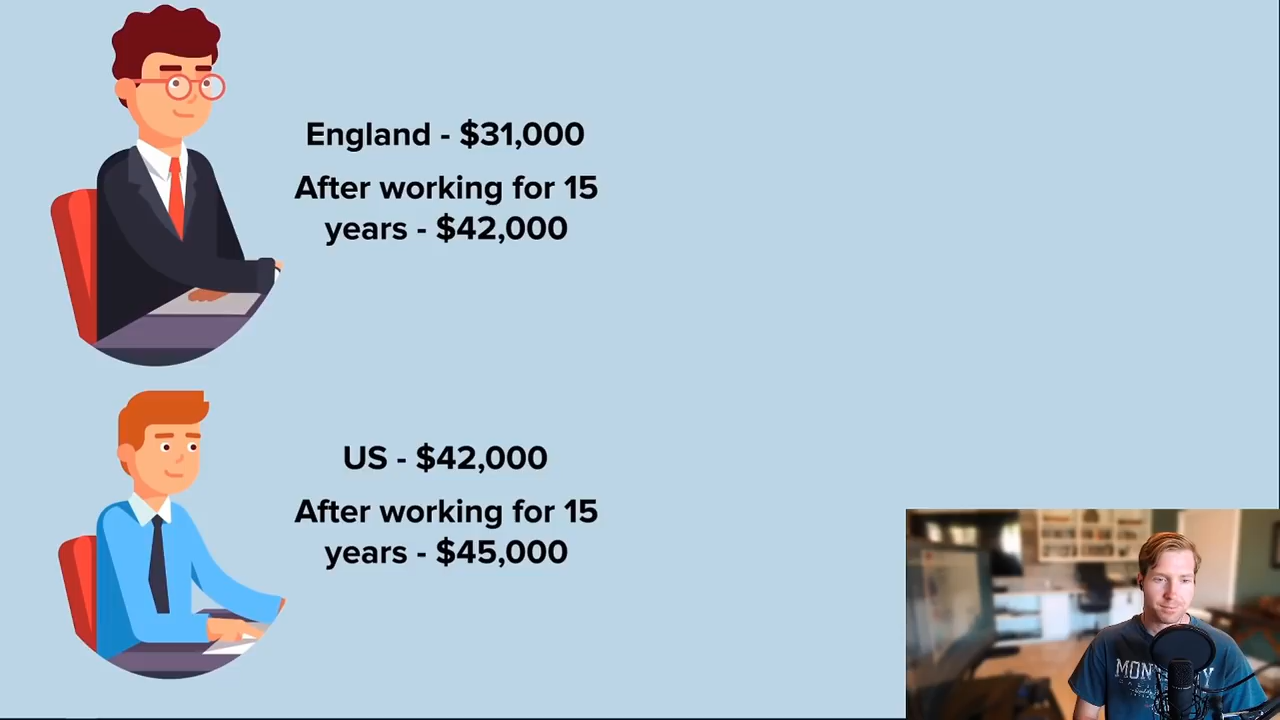 England - $31,000
After working for 15
years - $42,000
US - $42,000
After working for 15
years - $45,000